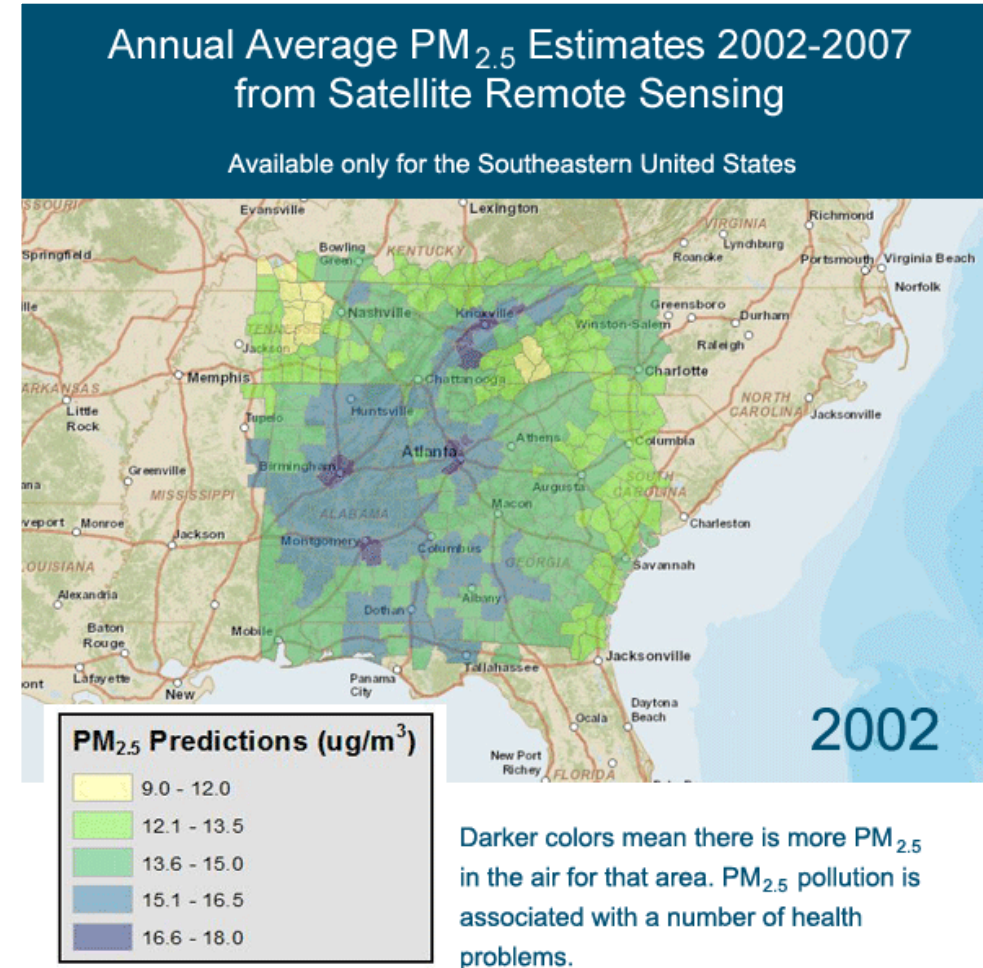 Annual Average PM2.5 Estimates 2002-2007
from Satellite Remote Sensing
Available only for the Southeastern United States
SSOURI
Evansville
Lexington
VIRGINIA
Richmond
Springfield
Bowling
Green
KENTUCKY
Lynchburg
Roanoke
Portsmouth
Virginia Beach
Norfolk
ille
Nashville
Knoxville
Greensboro
Durham
Winston-Salem
TENNESSEE
Jackson
Raleigh
Memphis
Chattanooga
Charlotte
ARKANSAS
Little
Rock
NORTH
CAROLINA
Jacksonville
Tupelo
Huntsville
Athens
Columbia
Atlanta
Birmingham
Greenville
ana
MISSISSIPPI
Augusta
SOUTH
CAROLINA
Macon
ALABAMA
veport
Monroe
Jackson
Charleston
Montgomery
Columbus
GEORGIA
OUISIANA
Savannah
Alexandria
Albany
Dothan
Baton
Rouge
Mobile
Jacksonville
Tallahassee
ont
Lafayette
New
Panama
City
Daytona
Beach
Ocala
New Port
Richey
FLORIDA
2002
PM2.5 Predictions (ug/m3)
9.0 - 12.0
12.1 - 13.5
13.6 - 15.0
15.1 - 16.5
16.6 - 18.0
Darker colors mean there is more PM2.5
in the air for that area. PM2.5 pollution is
associated with a number of health
problems.